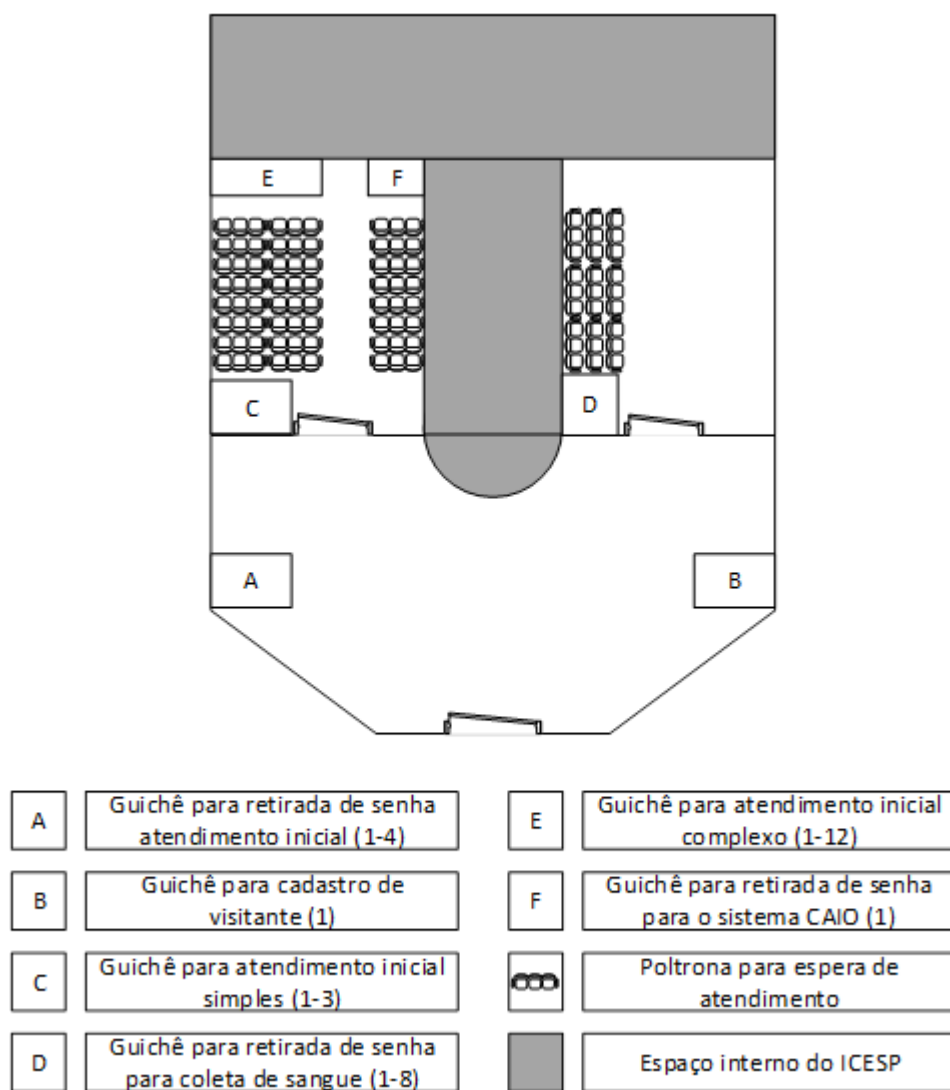 E
F
C
D
A
B
A
Guichê para retirada de senha
atendimento inicial (1-4)
E
Guichê para atendimento inicial
complexo (1-12)
B
Guichê para cadastro de
visitante (1)
F
Guichê para retirada de senha
para o sistema CAIO (1)
C
Guichê para atendimento inicial
simples (1-3)
Poltrona para espera de
atendimento
D
Guichê para retirada de senha
para coleta de sangue (1-8)
Espaço interno do ICESP